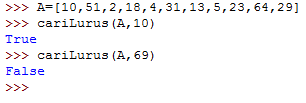 >>> A=[10,51,2,18,4,31,13,5,23,64,29]
>>> cariLurus(A,10)
True
>>> cariLurus(A,69)
False
>>>